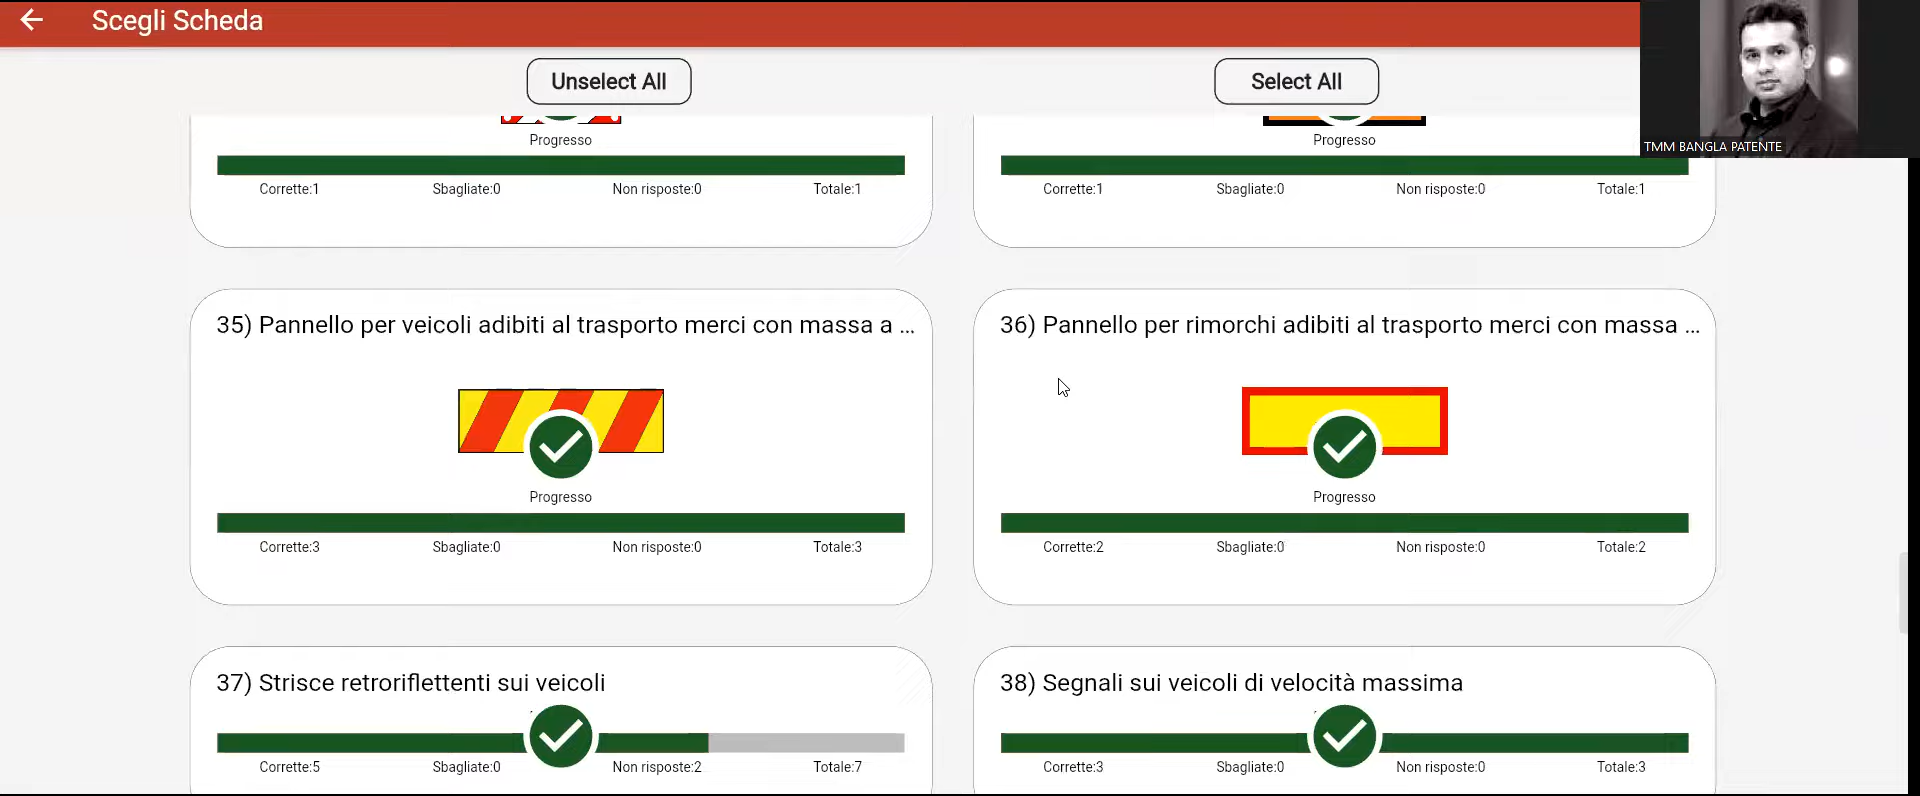 Scegli Scheda
Unselect All
Select All
TMM BANGLA PATENTE
Progresso
Corrette:1 Sbagliate:0 Non risposte:0 Totale:1
Progresso
Corrette:1 Sbagliate:0 Non risposte:0 Totale:1
35) Pannello per veicoli adibiti al trasporto merci con massa a ...
Progresso
Corrette:3 Sbagliate:0 Non risposte:0 Totale:3
36) Pannello per rimorchi adibiti al trasporto merci con massa ...
Progresso
Corrette:2 Sbagliate:0 Non risposte:0 Totale:2
37) Strisce retroriflettenti sui veicoli
Corrette:5 Sbagliate:0 Non risposte:2 Totale:7
38) Segnali sui veicoli di velocità massima
Corrette:3 Sbagliate:0 Non risposte:0 Totale:3